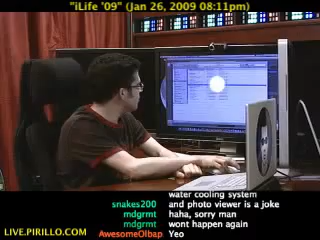 "iLife '09" (Jan 26, 2009 08:11pm)
water cooling system
snakes200 and photo viewer is a joke
mdgrmt haha, sorry man
mdgrmt wont happen again
AwesomeOlbap Yeo
LIVE.PIRILLO.COM